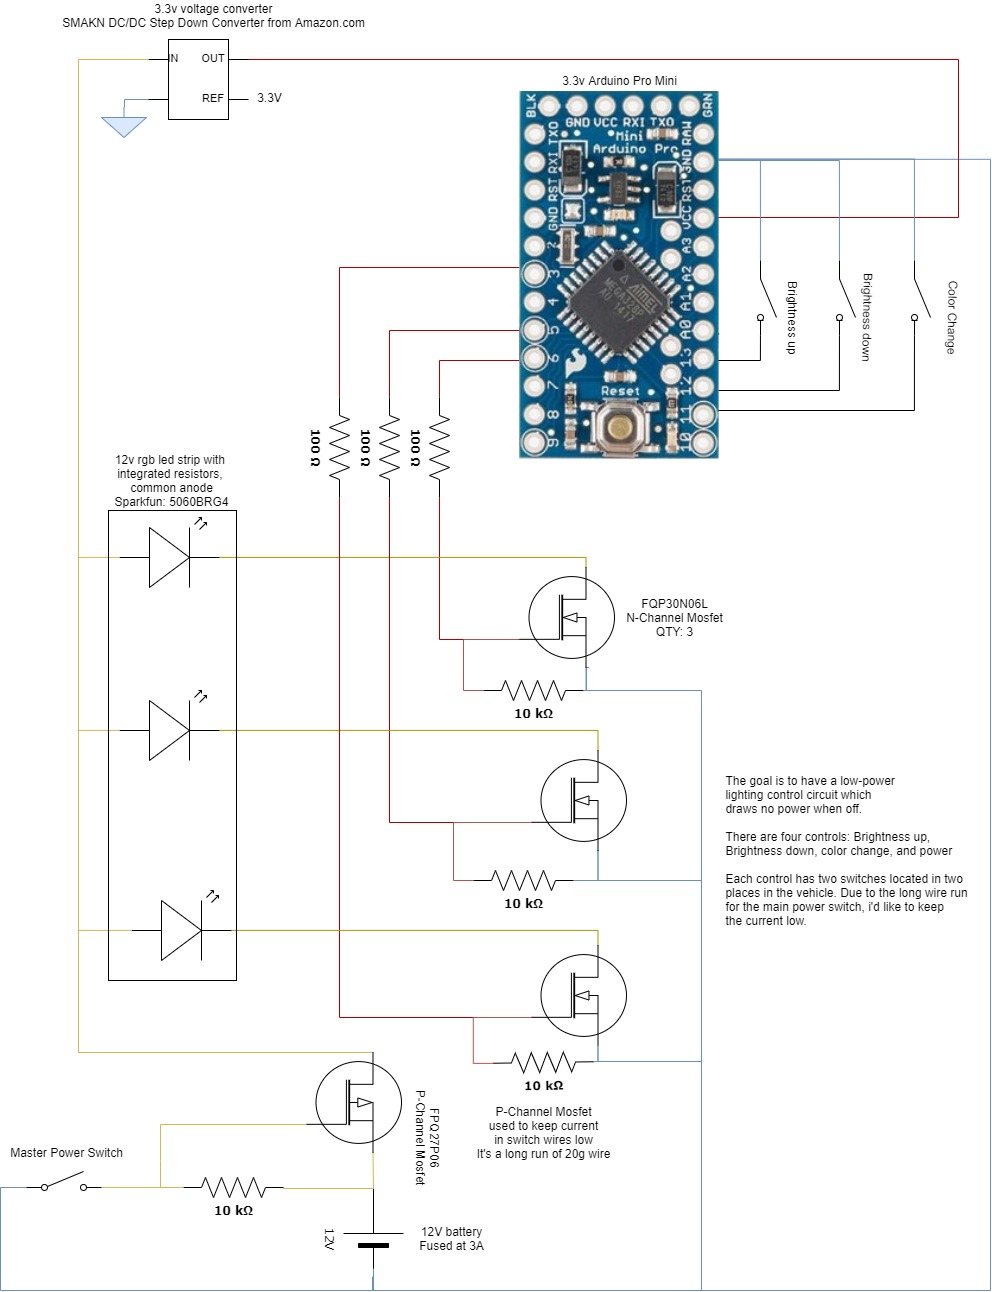 3.3v voltage converter
SMAKN DC/DC Step Down Converter from Amazon.com
IN
OUT
REF
3.3V
3.3v Arduino Pro Mini
BLK
GND VCC RXI TXO
GRN
Mini
Arduino Pro
TXO
RXI
RST
GND
2
3
4
5
6
7
8
9
RAW
GND
RST
VCC
A3
A2
A1
A0
13
12
11
10
ATMEL
MEGA328P
AU 1417
Reset
Brightness up
Brightness down
Color Change
100 Ω
100 Ω
100 Ω
12v rgb led strip with
integrated resistors,
common anode
Sparkfun: 5060BRG4
FQP30N06L
N-Channel Mosfet
QTY: 3
10 kΩ
10 kΩ
10 kΩ
The goal is to have a low-power
lighting control circuit which
draws no power when off.
There are four controls: Brightness up,
Brightness down, color change, and power
Each control has two switches located in two
places in the vehicle. Due to the long wire run
for the main power switch, i'd like to keep
the current low.
FPQ27P06
P-Channel Mosfet
P-Channel Mosfet
used to keep current
in switch wires low
It's a long run of 20g wire
Master Power Switch
10 kΩ
12V
12V battery
Fused at 3A